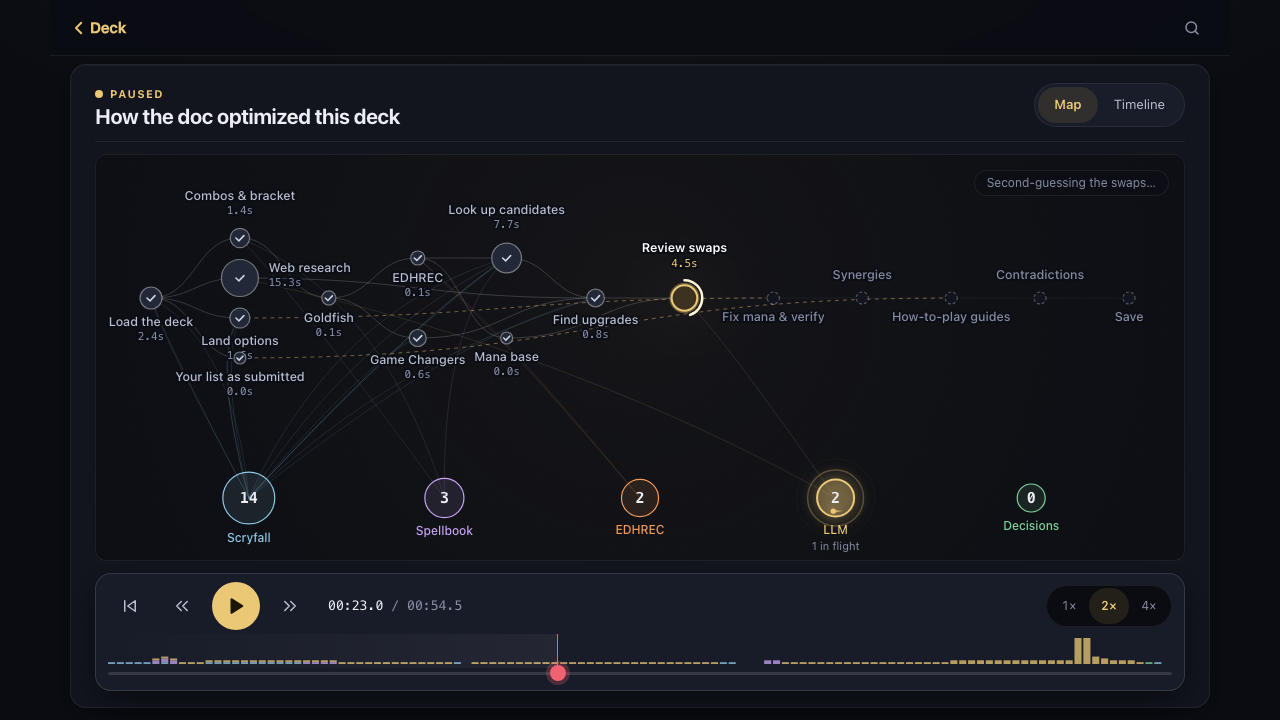 Deck
PAUSED
How the doc optimized this deck
Map
Timeline
Second-guessing the swaps…
Combos & bracket
1.4s
Look up candidates
7.7s
Review swaps
4.5s
Web research
15.3s
EDHREC
0.1s
Synergies
Contradictions
Load the deck
2.4s
Goldfish
0.1s
Find upgrades
0.8s
Fix mana & verify
How-to-play guides
Save
Land options
Game Changers
0.6s
Mana base
0.0s
Your list as submitted
0.0s
14
Scryfall
3
Spellbook
2
EDHREC
2
LLM
1 in flight
0
Decisions
00:23.0 / 00:54.5
1×
2×
4×